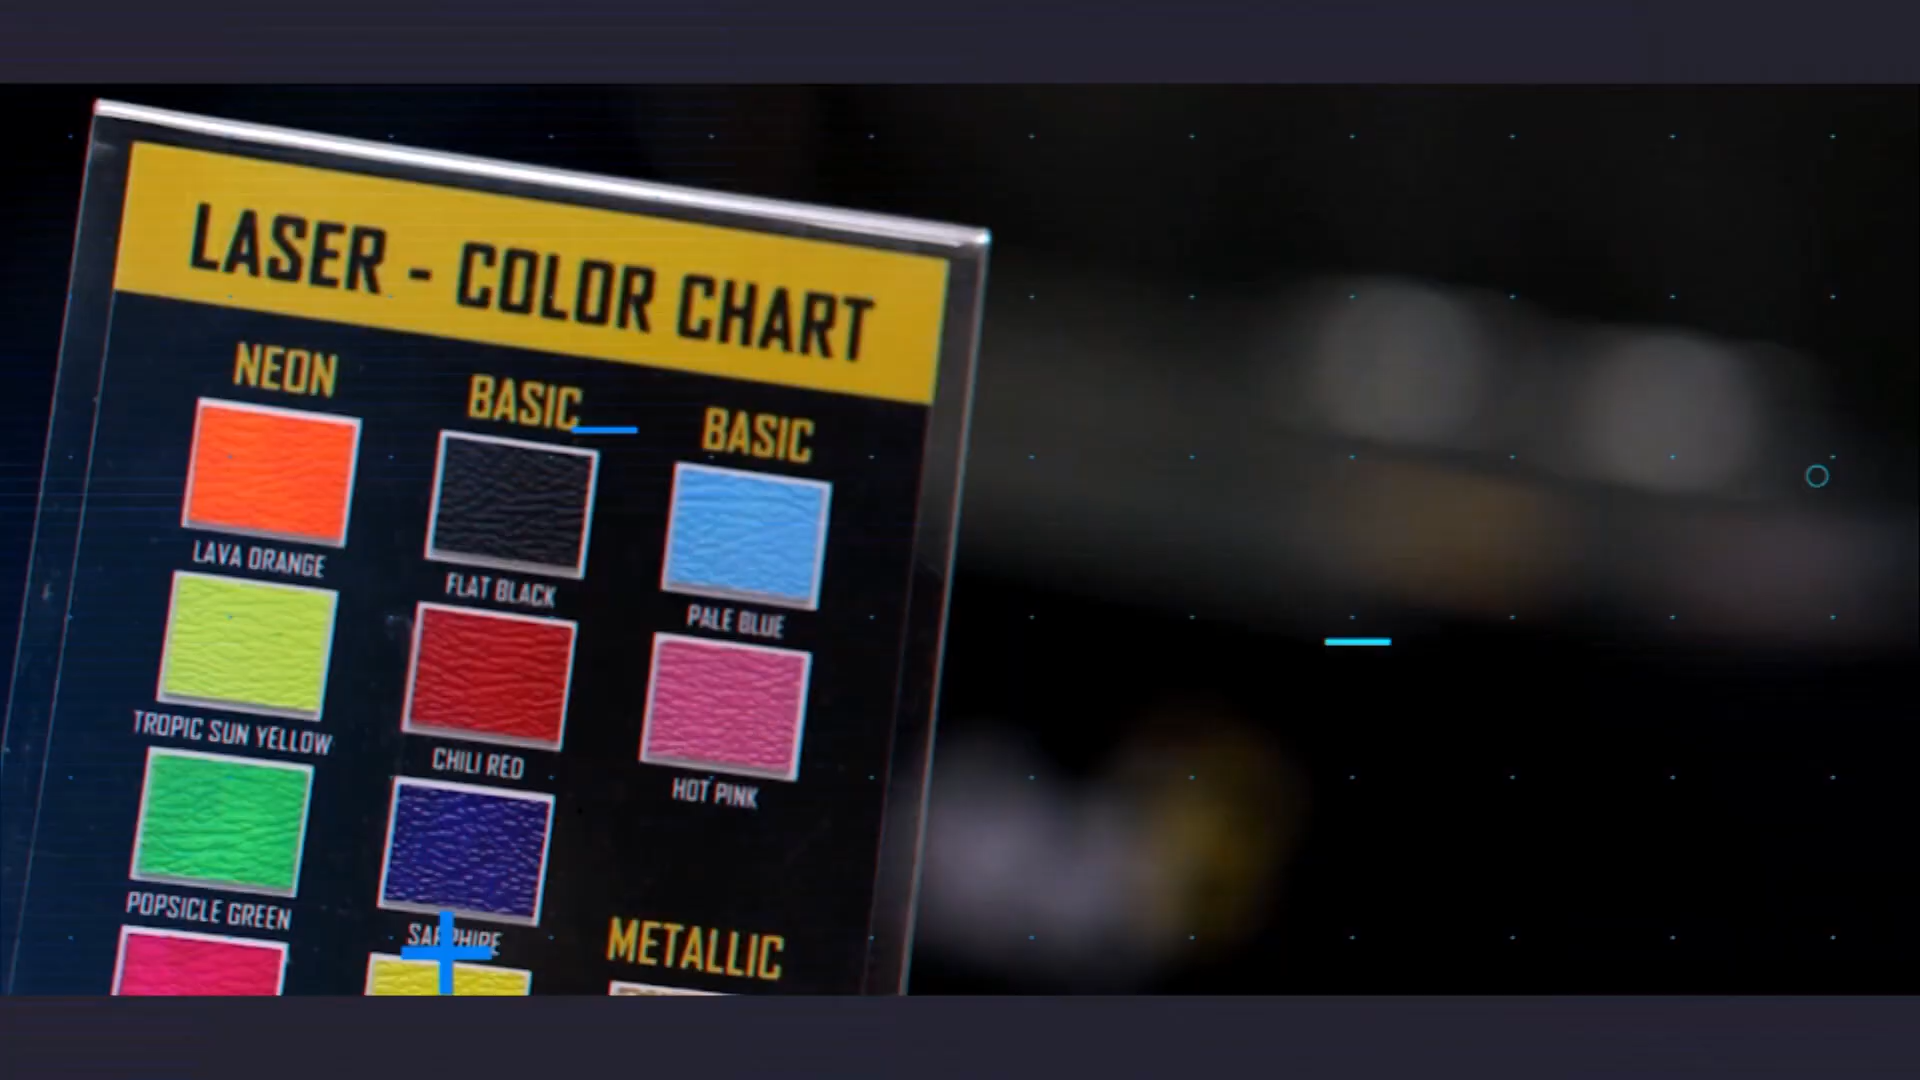 LASER - COLOR CHART
NEON
BASIC
BASIC
LAVA ORANGE
FLAT BLACK
PALE BLUE
TROPIC SUN YELLOW
CHILI RED
HOT PINK
POPSICLE GREEN
SAPPHIRE
METALLIC